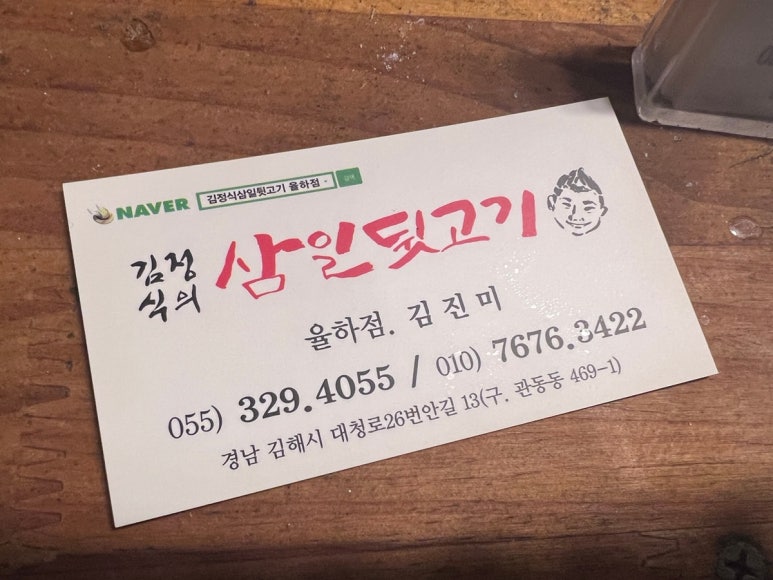 NAVER 김정식삼일뒷고기 율하점 검색
김정식의 삼일뒷고기
율하점. 김진미
055) 329.4055 / 010) 7676.3422
경남 김해시 대청로26번안길 13(구. 관동동 469-1)